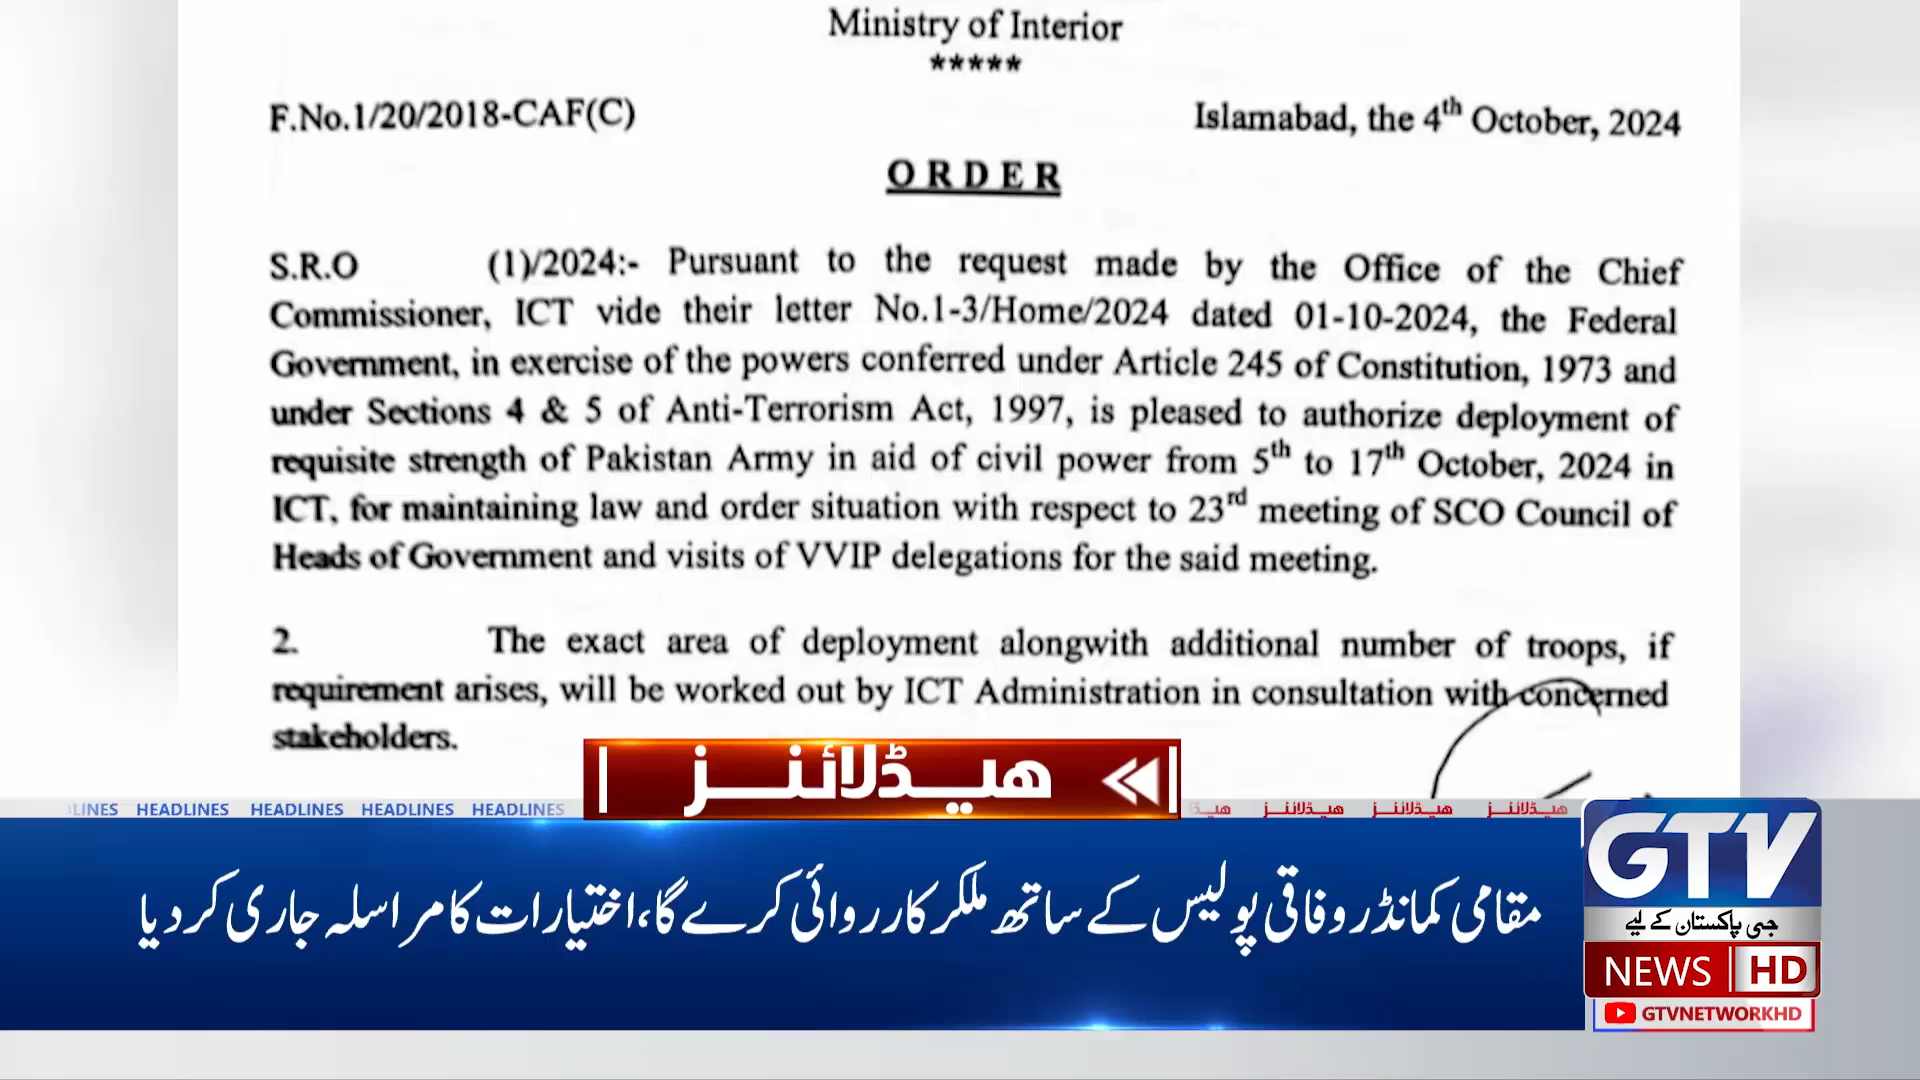 Ministry of Interior
*****
F.No.1/20/2018-CAF(C)
Islamabad, the 4th October, 2024
ORDER
S.R.O (1)/2024:- Pursuant to the request made by the Office of the Chief
Commissioner, ICT vide their letter No.1-3/Home/2024 dated 01-10-2024, the Federal
Government, in exercise of the powers conferred under Article 245 of Constitution, 1973 and
under Sections 4 & 5 of Anti-Terrorism Act, 1997, is pleased to authorize deployment of
requisite strength of Pakistan Army in aid of civil power from 5th to 17th October, 2024 in
ICT, for maintaining law and order situation with respect to 23rd meeting of SCO Council of
Heads of Government and visits of VVIP delegations for the said meeting.
2. The exact area of deployment alongwith additional number of troops, if
requirement arises, will be worked out by ICT Administration in consultation with concerned
stakeholders.
ھیڈلائنز
LINES HEADLINES HEADLINES HEADLINES HEADLINES
ھیڈ ھیڈلائنز ھیڈلائنز ھیڈلائنز
مقامی کمانڈر وفاقی پولیس کے ساتھ ملکر کارروائی کرے گا، اختیارات کا مراسلہ جاری کر دیا
GTV
جی پاکستان کے لیے
NEWS HD
GTVNETWORKHD